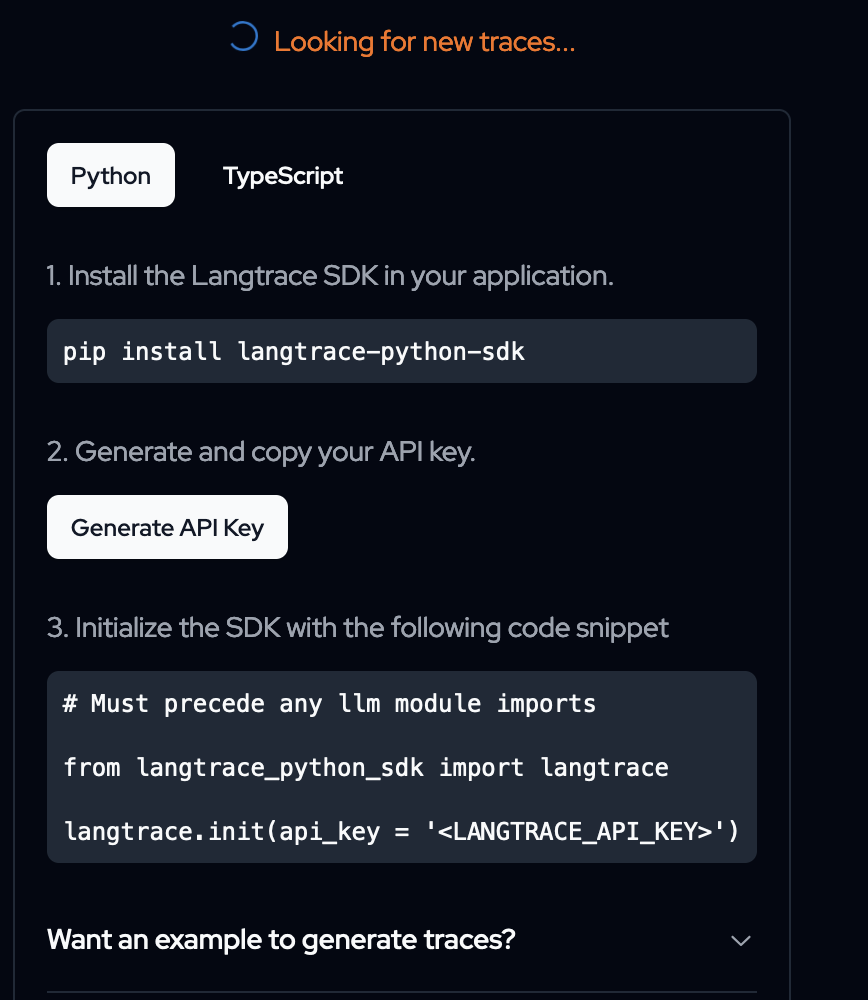 Looking for new traces...
Python TypeScript
1. Install the Langtrace SDK in your application.
pip install langtrace-python-sdk
2. Generate and copy your API key.
Generate API Key
3. Initialize the SDK with the following code snippet
# Must precede any llm module imports
from langtrace_python_sdk import langtrace
langtrace.init(api_key = '<LANGTRACE_API_KEY>')
Want an example to generate traces?